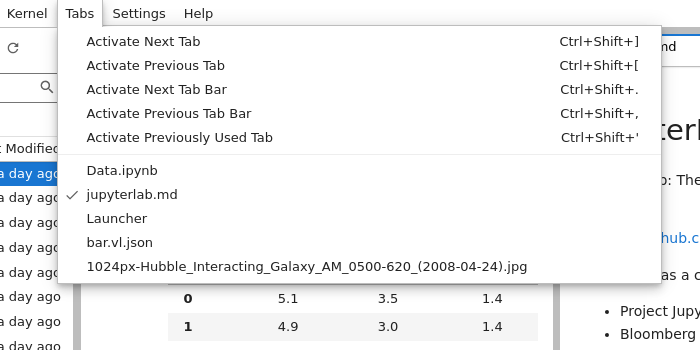 Kernel Tabs Settings Help
Activate Next Tab Ctrl+Shift+]
Activate Previous Tab Ctrl+Shift+[
Activate Next Tab Bar Ctrl+Shift+.
Activate Previous Tab Bar Ctrl+Shift+,
Activate Previously Used Tab Ctrl+Shift+'
Data.ipynb
jupyterlab.md
Launcher
bar.vl.json
1024px-Hubble_Interacting_Galaxy_AM_0500-620_(2008-04-24).jpg
t Modified
a day ago
a day ago
a day ago
a day ago
a day ago
a day ago
a day ago
a day ago
0 5.1 3.5 1.4
1 4.9 3.0 1.4
md
terl
b: The
hub.c
as a c
• Project Jupy
• Bloomberg